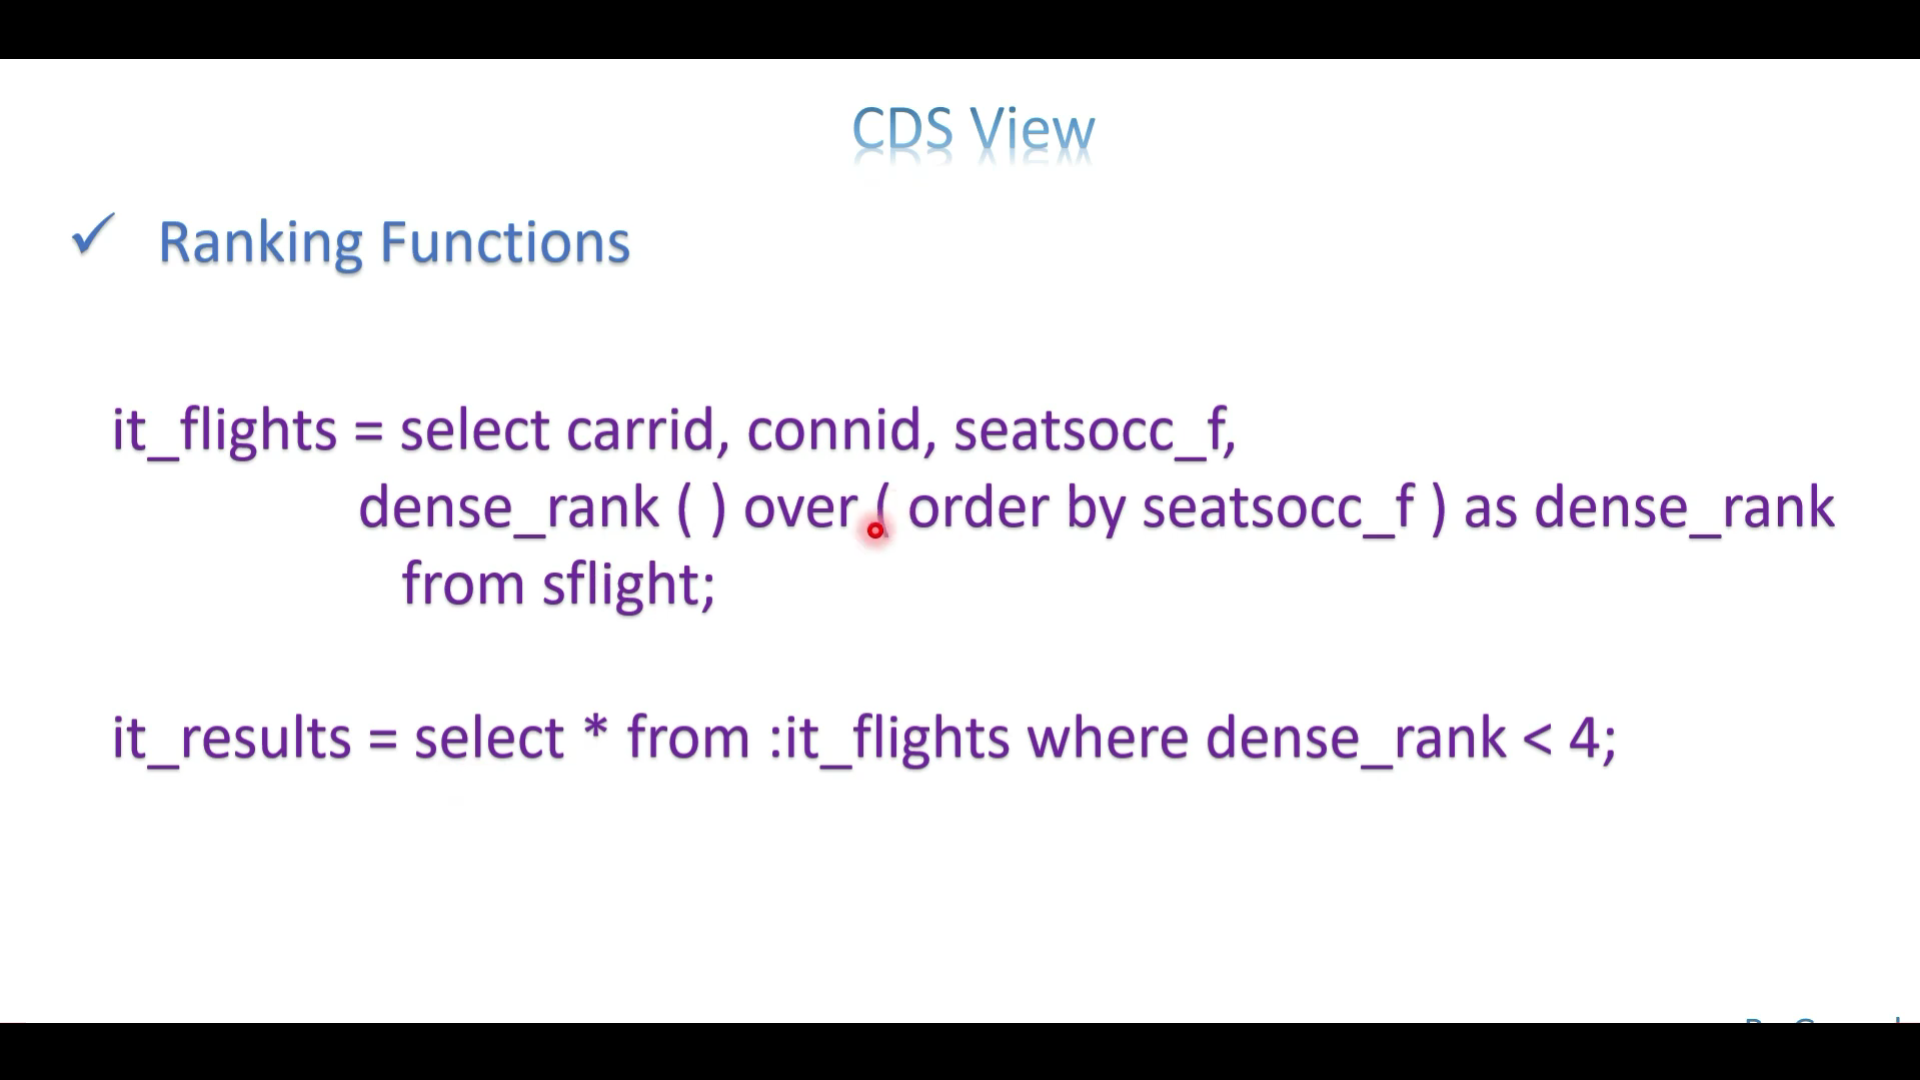 CDS View
✓ Ranking Functions
it_flights = select carrid, connid, seatsocc_f,
dense_rank ( ) over ( order by seatsocc_f ) as dense_rank
from sflight;
it_results = select * from :it_flights where dense_rank < 4;